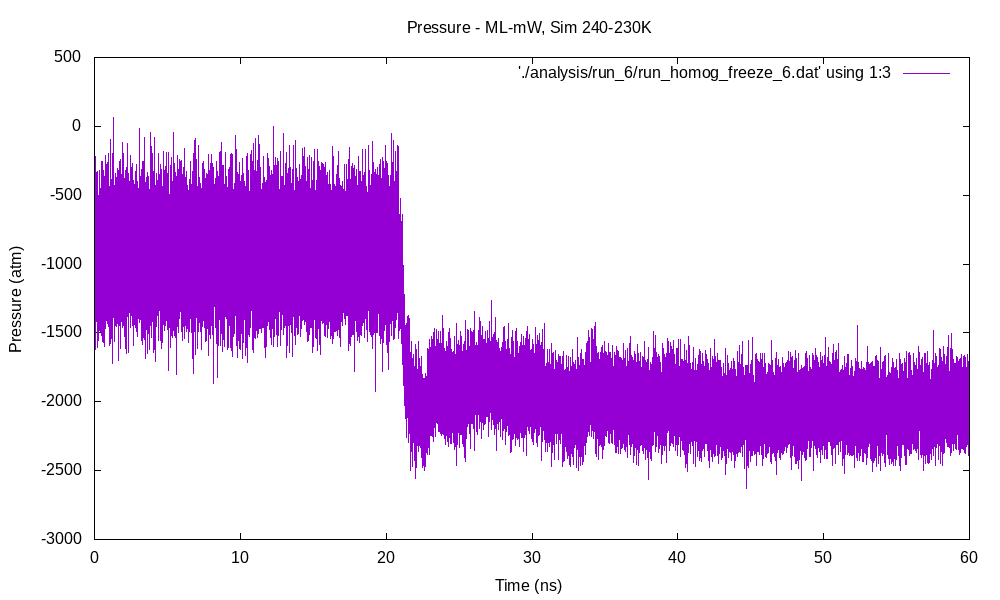 Pressure - ML-mW, Sim 240-230K
'./analysis/run_6/run_homog_freeze_6.dat' using 1:3
500
0
-500
-1000
-1500
-2000
-2500
-3000
Pressure (atm)
0 10 20 30 40 50 60
Time (ns)